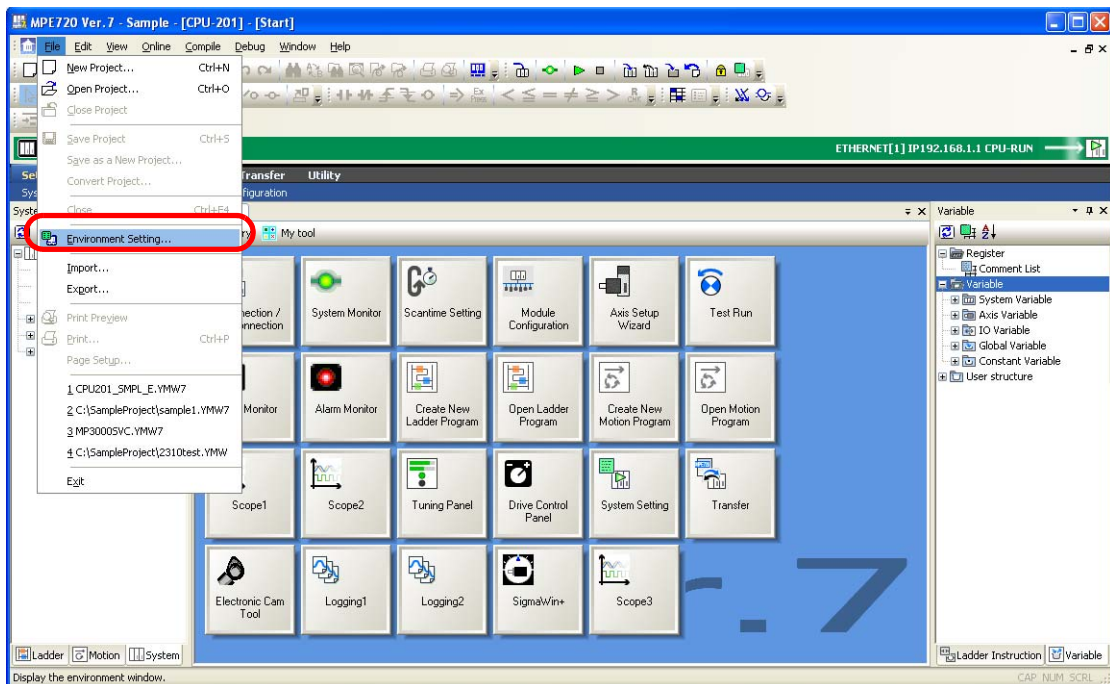 MPE720 Ver.7 - Sample - [CPU-201] - [Start]
File Edit View Online Compile Debug Window Help
New Project... Ctrl+N
Open Project... Ctrl+O
Close Project
Save Project Ctrl+S
Save as a New Project...
Convert Project...
Close Ctrl+F4
Environment Setting...
Import...
Export...
Print Preview
Print... Ctrl+P
Page Setup...
1 CPU201_SMPL_E.YMW7
2 C:\SampleProject\sample1.YMW7
3 MP3000SVC.YMW7
4 C:\SampleProject\2310test.YMW
Exit
ETHERNET[1] IP192.168.1.1 CPU-RUN
Transfer Utility
My tool
System Monitor
Scantime Setting
Module Configuration
Axis Setup Wizard
Test Run
Monitor
Alarm Monitor
Create New Ladder Program
Open Ladder Program
Create New Motion Program
Open Motion Program
Scope1
Scope2
Tuning Panel
Drive Control Panel
System Setting
Transfer
Electronic Cam Tool
Logging1
Logging2
SigmaWin+
Scope3
r.7
Variable
Register
Comment List
Variable
System Variable
Axis Variable
IO Variable
Global Variable
Constant Variable
User structure
Ladder Motion System
Ladder Instruction Variable
Display the environment window.
CAP NUM SCRL